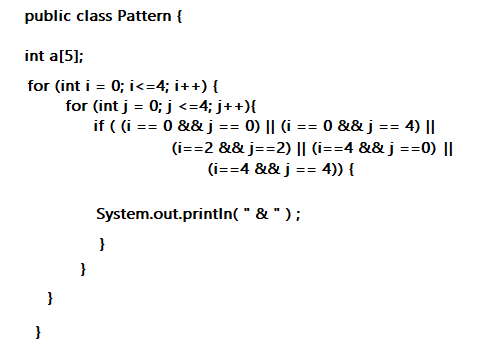 public class Pattern {
int a[5];
for (int i = 0; i<=4; i++) {
for (int j = 0; j <=4; j++){
if ( (i == 0 && j == 0) || (i == 0 && j == 4) ||
(i==2 && j==2) || (i==4 && j ==0) ||
(i==4 && j == 4)) {
System.out.println( " & " ) ;
}
}
}
}